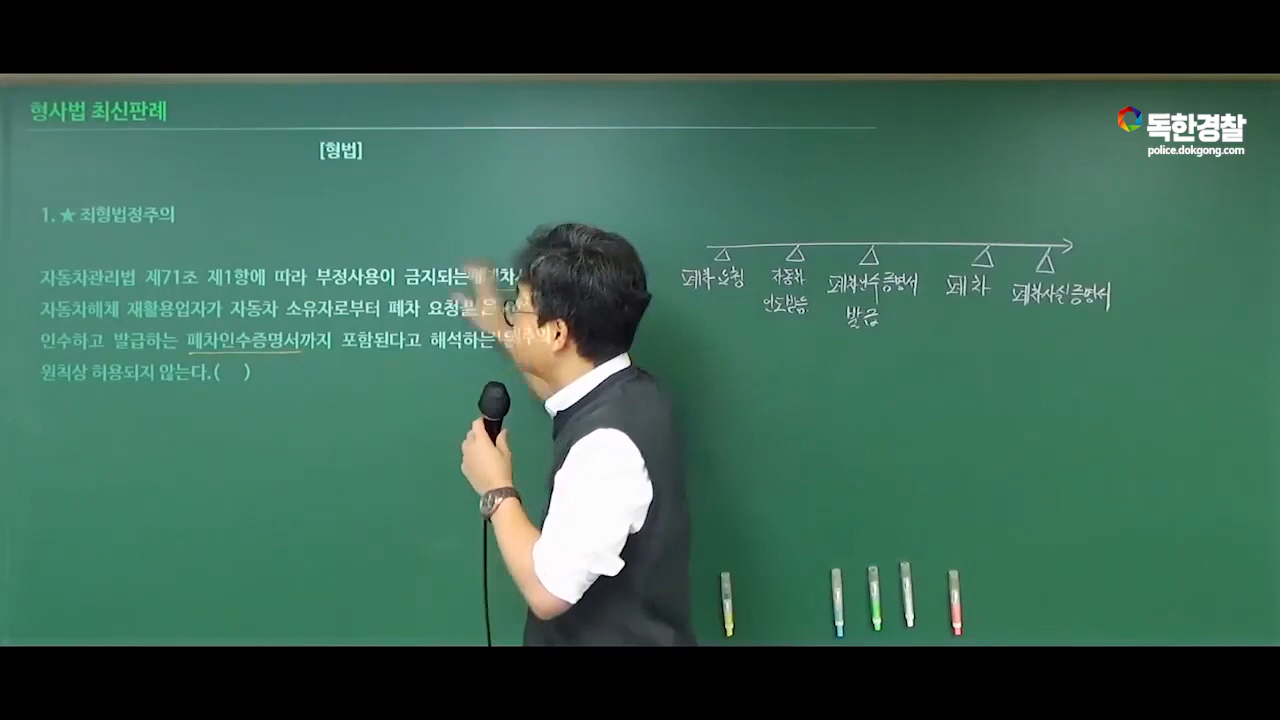 형사법 최신판례
독한경찰
police.dokgong.com
[형법]
1. ★ 죄형법정주의
자동차관리법 제71조 제1항에 따라 부정사용이 금지되는
자동차해체 재활용업자가 자동차 소유자로부터 폐차 요청을
인수하고 발급하는 폐차인수증명서까지 포함된다고 해석하는
원칙상 허용되지 않는다.( )
폐차요청
자동차
인도받음
폐차인수증명서
발급
폐차
폐차사실증명서